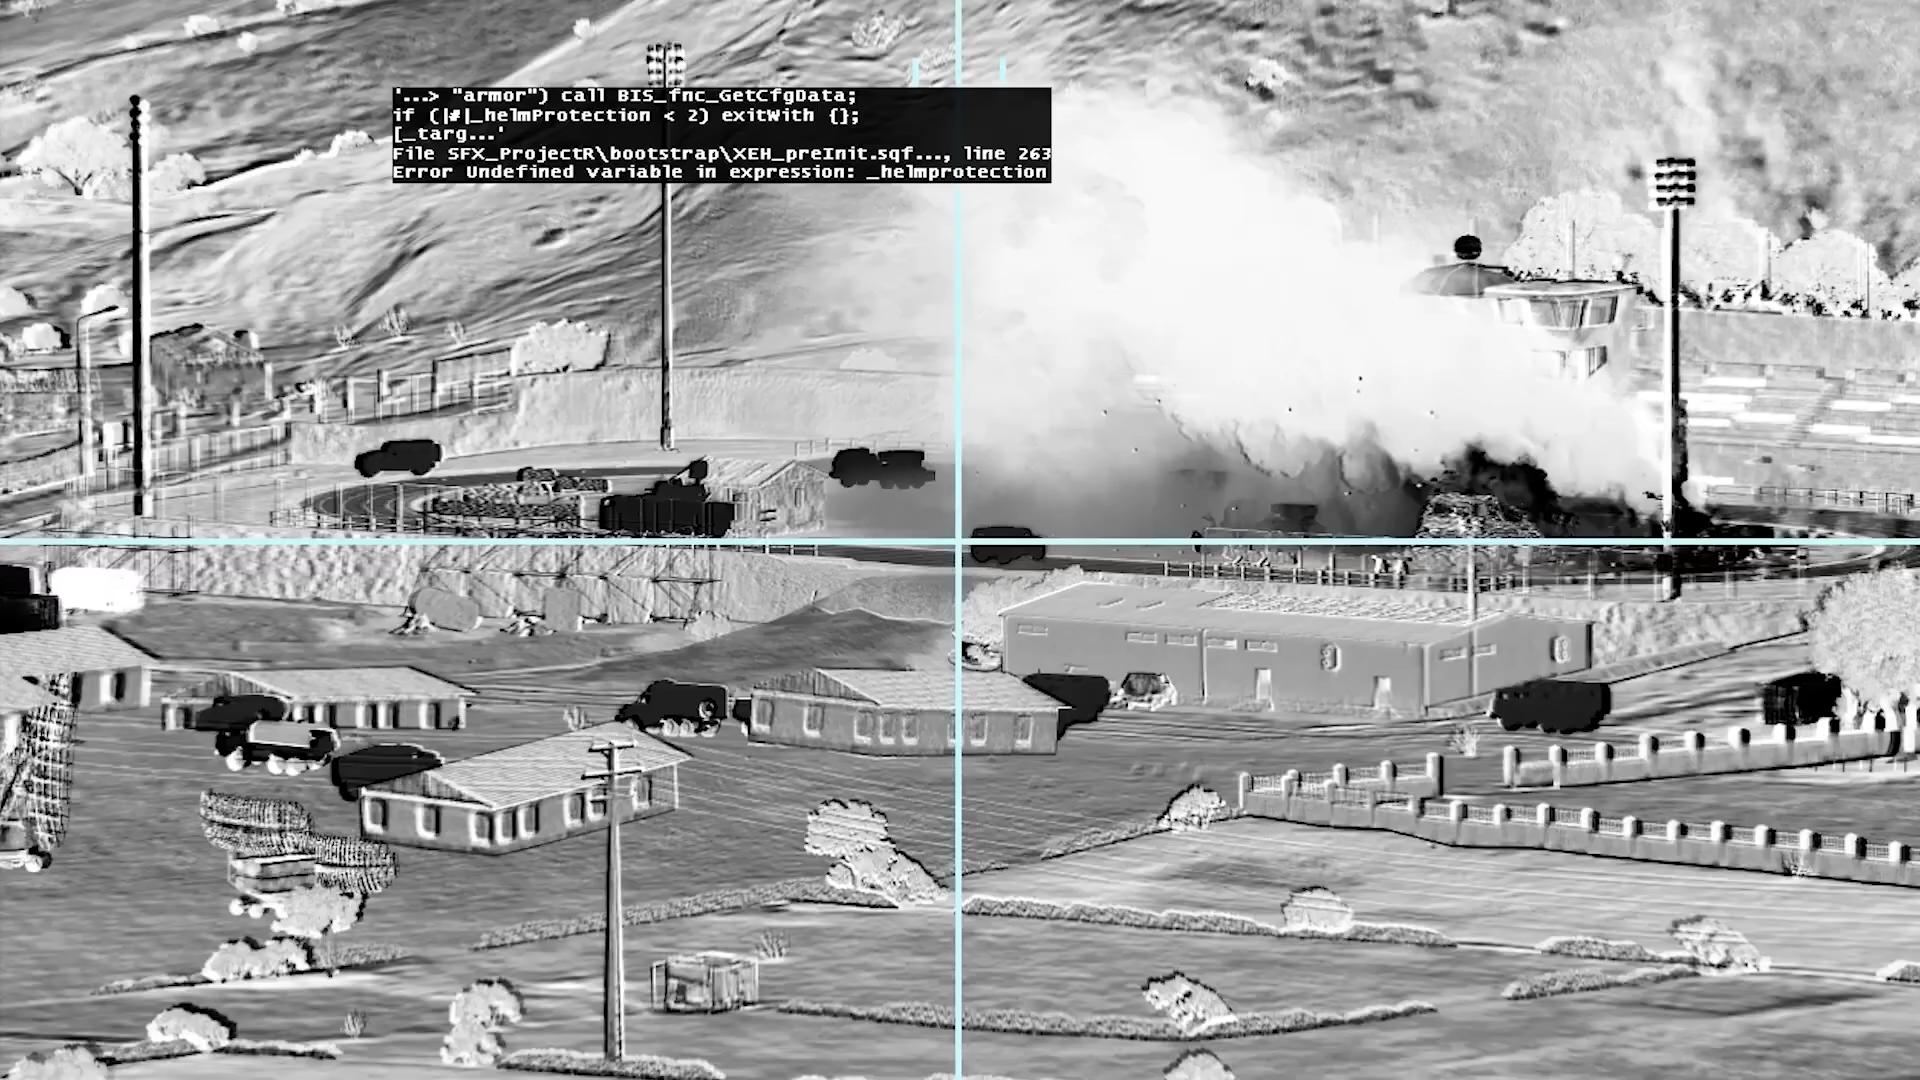 '...> "armor") call BIS_fnc_GetCfgData;
if (|#|_helmProtection < 2) exitWith {};
[_targ...'
File SFX_ProjectR\bootstrap\XEH_preInit.sqf..., line 263
Error Undefined variable in expression: _helmprotection